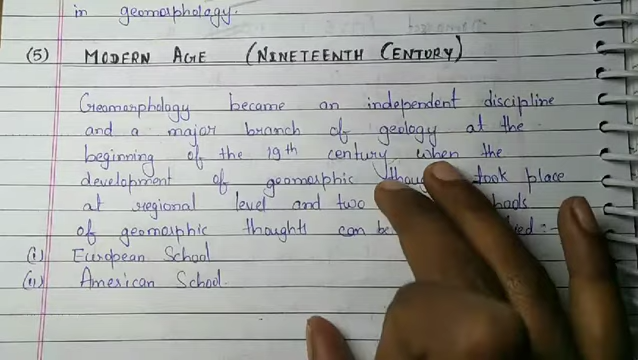 in geomorphology.
(5) MODERN AGE (NINETEENTH CENTORY)
Geomorphology became an independent discipline
and a major branch of geology at the
beginning of the 19th century when the
development of geomorphic took place
at regional level and two
of geomorphic thoughts can be
(i) European School
(ii) American School.